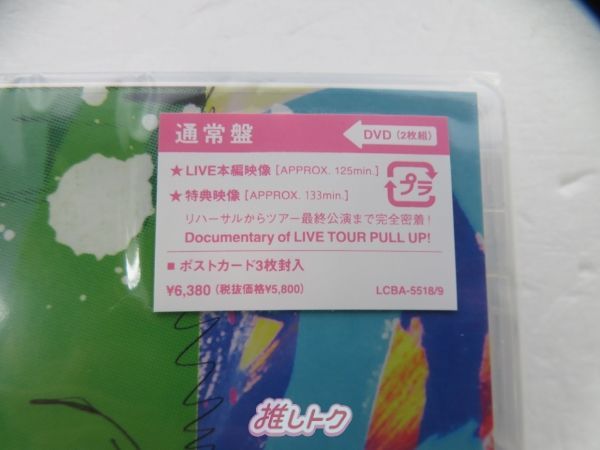 通常盤
DVD (2枚組)
★LIVE本編映像 [APPROX. 125min.]
★特典映像 [APPROX. 133min.]
プラ
リハーサルからツアー最終公演まで完全密着!
Documentary of LIVE TOUR PULL UP!
■ ポストカード3枚封入
¥6,380 (税抜価格¥5,800)
LCBA-5518/9
推しトク